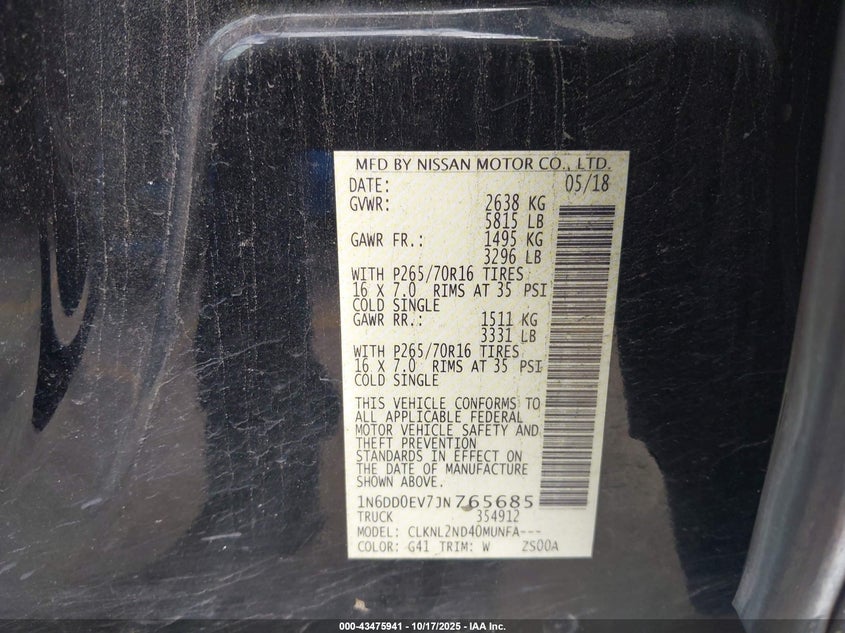 MFD BY NISSAN MOTOR CO., LTD.
DATE: 05/18
GVWR: 2638 KG
5815 LB
GAWR FR.: 1495 KG
3296 LB
WITH P265/70R16 TIRES
16 X 7.0 RIMS AT 35 PSI
COLD SINGLE
GAWR RR.: 1511 KG
3331 LB
WITH P265/70R16 TIRES
16 X 7.0 RIMS AT 35 PSI
COLD SINGLE
THIS VEHICLE CONFORMS TO
ALL APPLICABLE FEDERAL
MOTOR VEHICLE SAFETY AND
THEFT PREVENTION
STANDARDS IN EFFECT ON
THE DATE OF MANUFACTURE
SHOWN ABOVE.
1N6DD0EV7JN765685
TRUCK 354912
MODEL: CLKNL2ND40MUNFA---
COLOR: G41 TRIM: W ZS00A
000-43475941 - 10/17/2025 - IAA Inc.